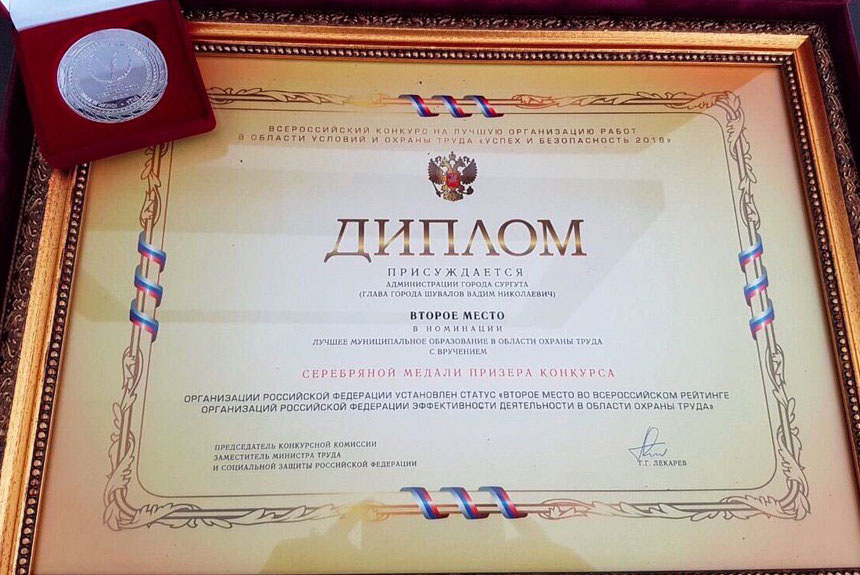 ВСЕРОССИЙСКИЙ КОНКУРС НА ЛУЧШУЮ ОРГАНИЗАЦИЮ РАБОТ
В ОБЛАСТИ УСЛОВИЙ И ОХРАНЫ ТРУДА «УСПЕХ И БЕЗОПАСНОСТЬ 2018»
ДИПЛОМ
ПРИСУЖДАЕТСЯ
АДМИНИСТРАЦИИ ГОРОДА СУРГУТА
(ГЛАВА ГОРОДА ШУВАЛОВ ВАДИМ НИКОЛАЕВИЧ)
ВТОРОЕ МЕСТО
В НОМИНАЦИИ
ЛУЧШЕЕ МУНИЦИПАЛЬНОЕ ОБРАЗОВАНИЕ В ОБЛАСТИ ОХРАНЫ ТРУДА
С ВРУЧЕНИЕМ
СЕРЕБРЯНОЙ МЕДАЛИ ПРИЗЕРА КОНКУРСА
ОРГАНИЗАЦИИ РОССИЙСКОЙ ФЕДЕРАЦИИ УСТАНОВЛЕН СТАТУС «ВТОРОЕ МЕСТО ВО ВСЕРОССИЙСКОМ РЕЙТИНГЕ
ОРГАНИЗАЦИЙ РОССИЙСКОЙ ФЕДЕРАЦИИ ЭФФЕКТИВНОСТИ ДЕЯТЕЛЬНОСТИ В ОБЛАСТИ ОХРАНЫ ТРУДА»
ПРЕДСЕДАТЕЛЬ КОНКУРСНОЙ КОМИССИИ
ЗАМЕСТИТЕЛЬ МИНИСТРА ТРУДА
И СОЦИАЛЬНОЙ ЗАЩИТЫ РОССИЙСКОЙ ФЕДЕРАЦИИ
Т.Г. ЛЕКАРЕВ